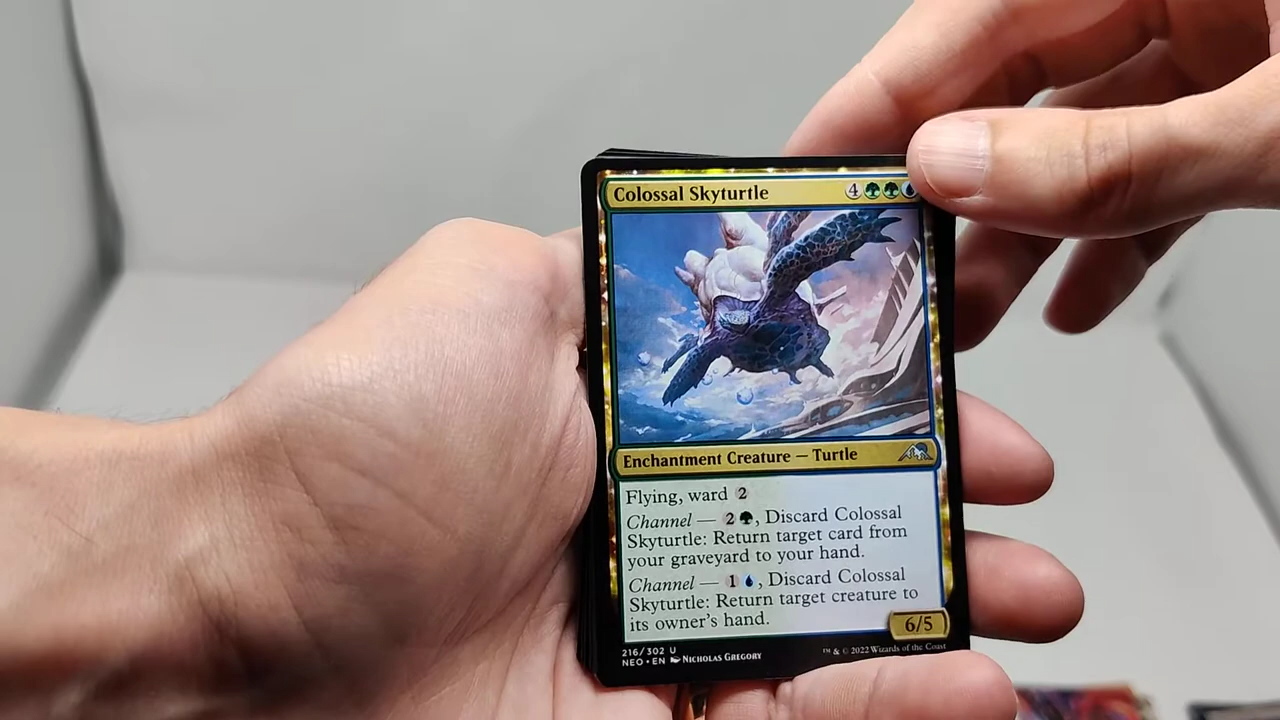 Colossal Skyturtle 4
Enchantment Creature — Turtle
Flying, ward 2
Channel — 2, Discard Colossal
Skyturtle: Return target card from
your graveyard to your hand.
Channel — 1, Discard Colossal
Skyturtle: Return target creature to
its owner's hand.
6/5
216/302 U
NEO • EN Nicholas Gregory
™ & © 2022 Wizards of the Coast